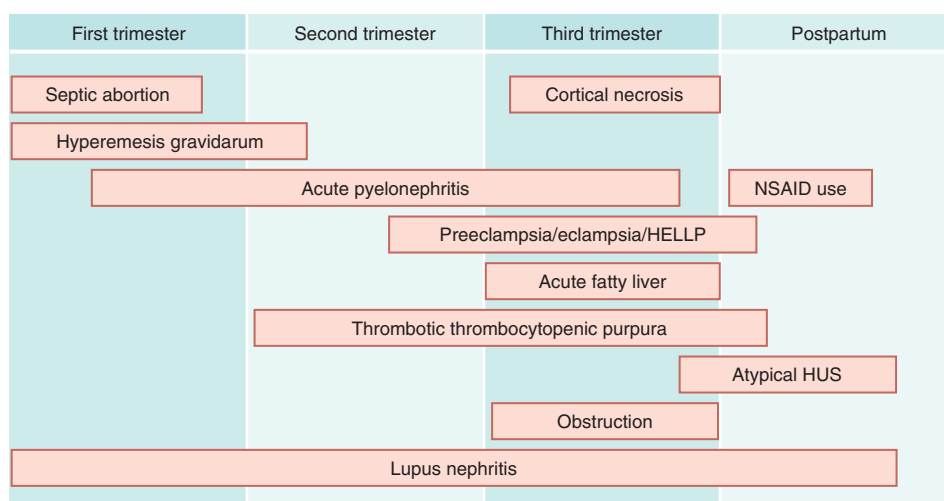 First trimester
Second trimester
Third trimester
Postpartum
Septic abortion
Cortical necrosis
Hyperemesis gravidarum
Acute pyelonephritis
NSAID use
Preeclampsia/eclampsia/HELLP
Acute fatty liver
Thrombotic thrombocytopenic purpura
Atypical HUS
Obstruction
Lupus nephritis